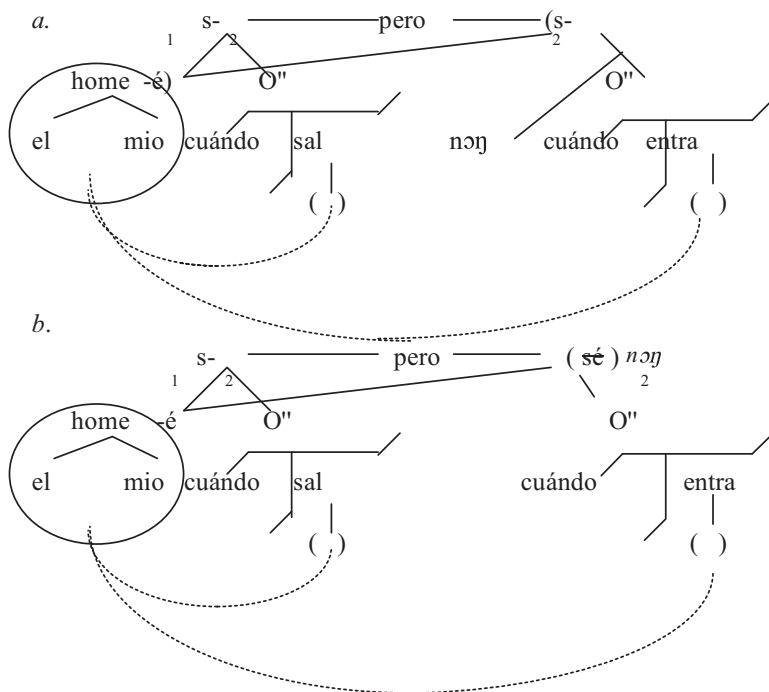 a.
s- pero (s-
1 2 2
home -é) O" O"
el mio cuándo sal nɔŋ cuándo entra
( ) ( )
b.
s- pero ( sé ) nɔŋ
1 2 2
home -é O" O"
el mio cuándo sal cuándo entra
( ) ( )